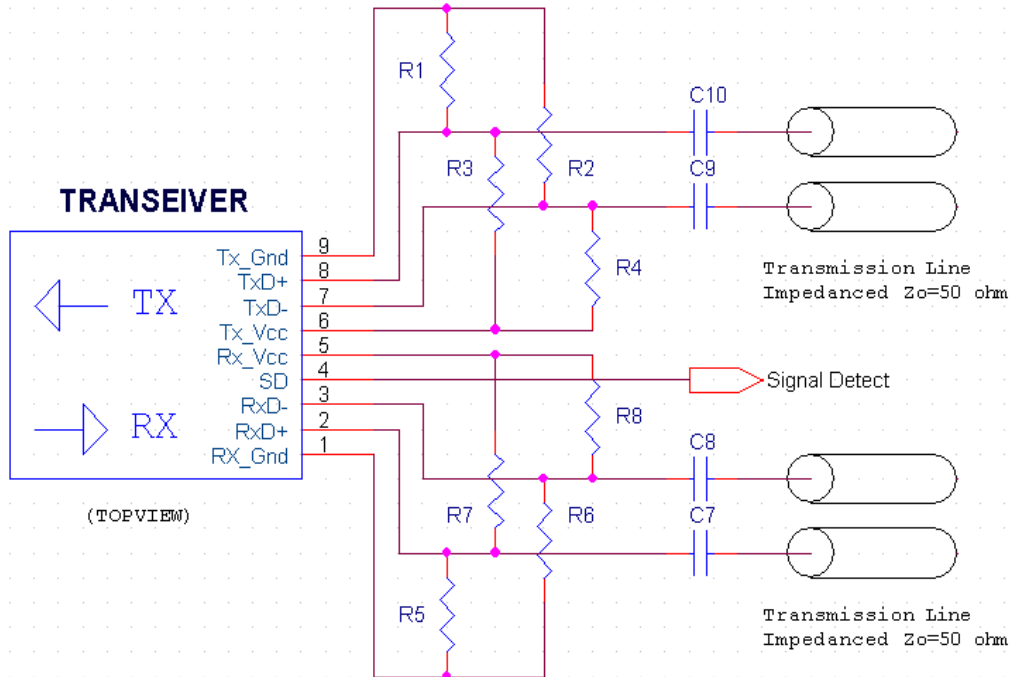 R1
C10
R3
R2
C9
TRANSEIVER
R4
9
Tx_Gnd
8
TxD+
7
TxD-
6
Tx_Vcc
5
Rx_Vcc
4
SD
3
RxD-
2
RxD+
1
RX_Gnd
TX
RX
(TOPVIEW)
Transmission Line
Impedanced Zo=50 ohm
Signal Detect
R8
C8
R7
R6
C7
R5
Transmission Line
Impedanced Zo=50 ohm